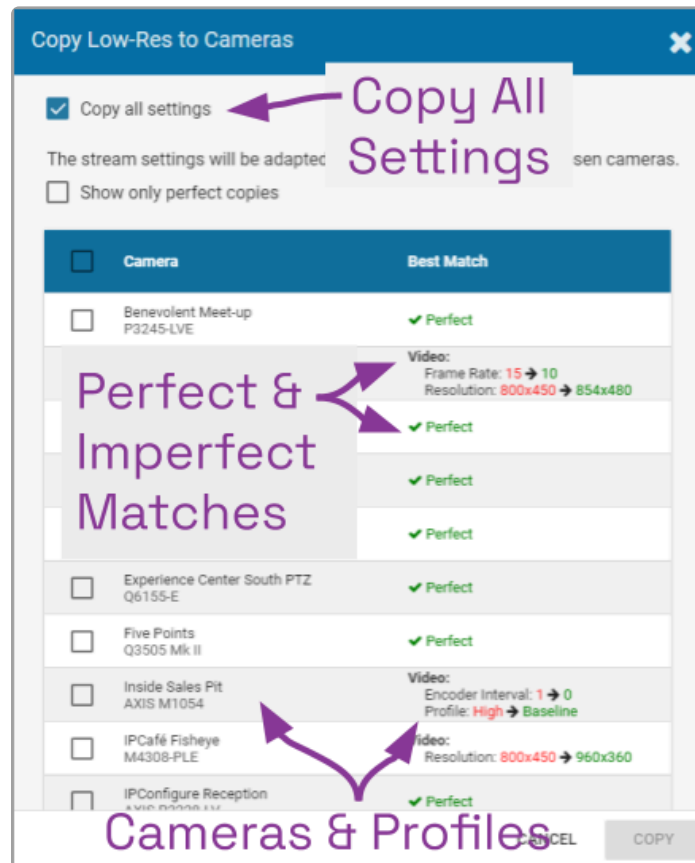 Copy Low-Res to Cameras
Copy all settings
Copy All
Settings
The stream settings will be adapted
sen cameras.
Show only perfect copies
Camera Best Match
Benevolent Meet-up
P3245-LVE
Perfect
Video:
Frame Rate: 15 → 10
Resolution: 800x450 → 854x480
Perfect &
Imperfect
Matches
Perfect
Perfect
Perfect
Experience Center South PTZ
Q6155-E
Perfect
Five Points
Q3505 Mk II
Perfect
Inside Sales Pit
AXIS M1054
Video:
Encoder Interval: 1 → 0
Profile: High → Baseline
IPCafé Fisheye
M4308-PLE
Video:
Resolution: 800x450 → 960x360
IPConfigure Reception
Perfect
Cameras & Profiles
CANCEL COPY